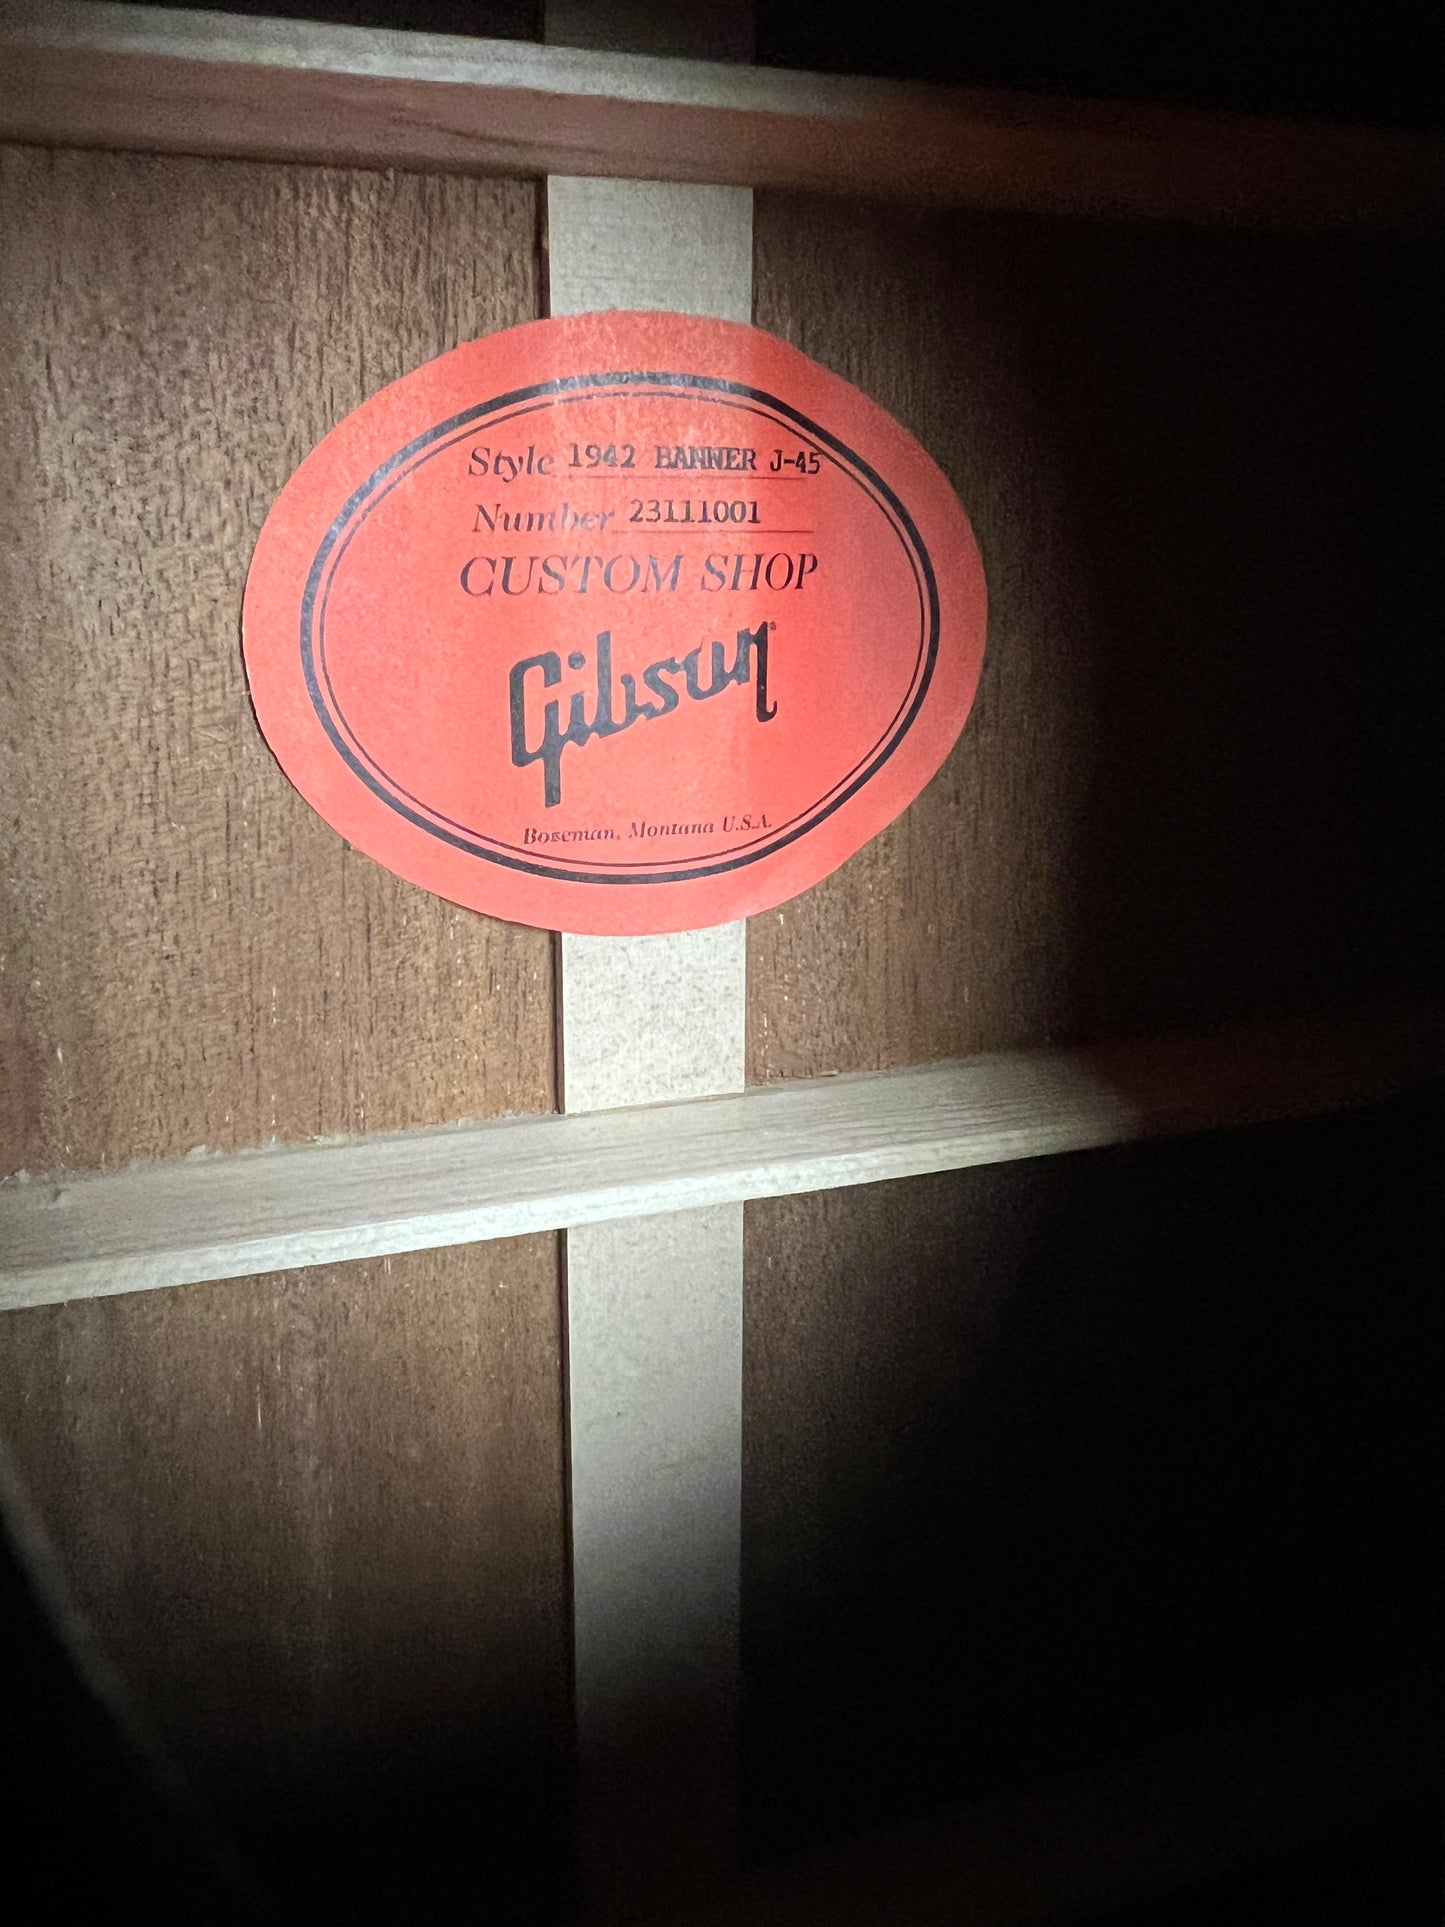 Style 1942 BANNER J-45
Number 23111001
CUSTOM SHOP
Gibson
Bozeman, Montana U.S.A.